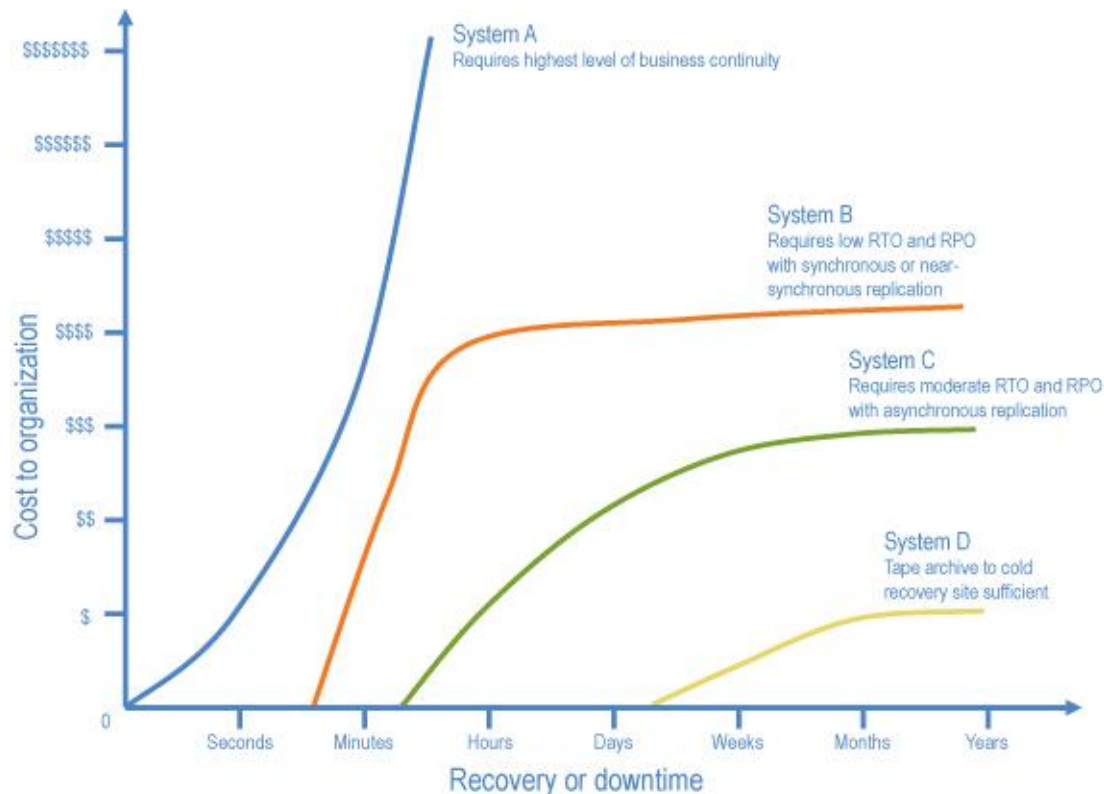 $$$$$$$
$$$$$$
$$$$$
$$$$
$$$
$$
$
0
Cost to organization
System A
Requires highest level of business continuity
System B
Requires low RTO and RPO
with synchronous or near-
synchronous replication
System C
Requires moderate RTO and RPO
with asynchronous replication
System D
Tape archive to cold
recovery site sufficient
Seconds Minutes Hours Days Weeks Months Years
Recovery or downtime